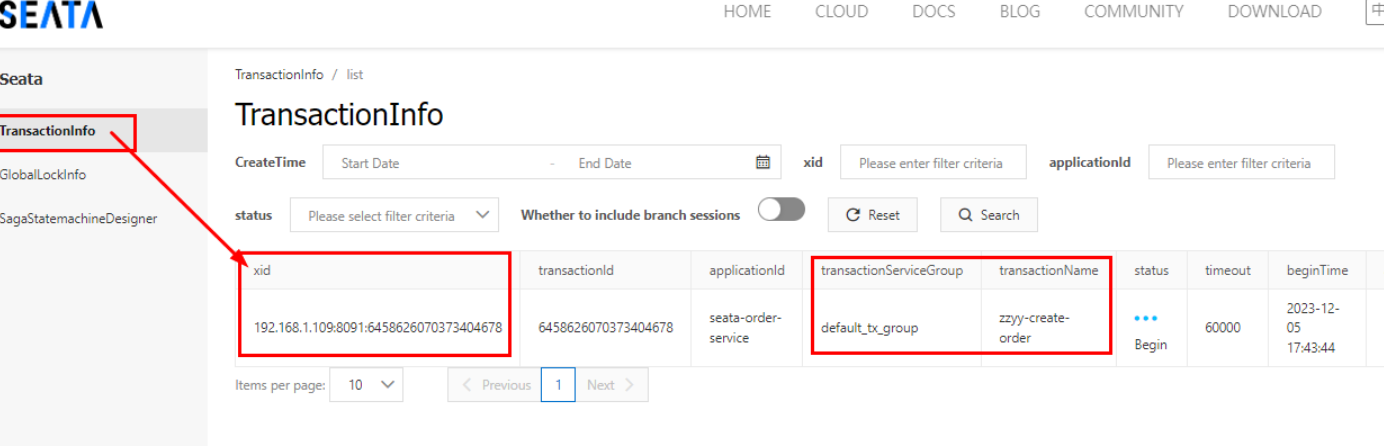 SEATA
HOME CLOUD DOCS BLOG COMMUNITY DOWNLOAD 中
Seata
TransactionInfo
GlobalLockInfo
SagaStatemachineDesigner
TransactionInfo / list
TransactionInfo
CreateTime Start Date - End Date xid Please enter filter criteria applicationId Please enter filter criteria
status Please select filter criteria Whether to include branch sessions Reset Search
xid transactionId applicationId transactionServiceGroup transactionName status timeout beginTime
192.168.1.109:8091:6458626070373404678 6458626070373404678 seata-order-service default_tx_group zzyy-create-order Begin 60000 2023-12-05 17:43:44
Items per page: 10 Previous 1 Next